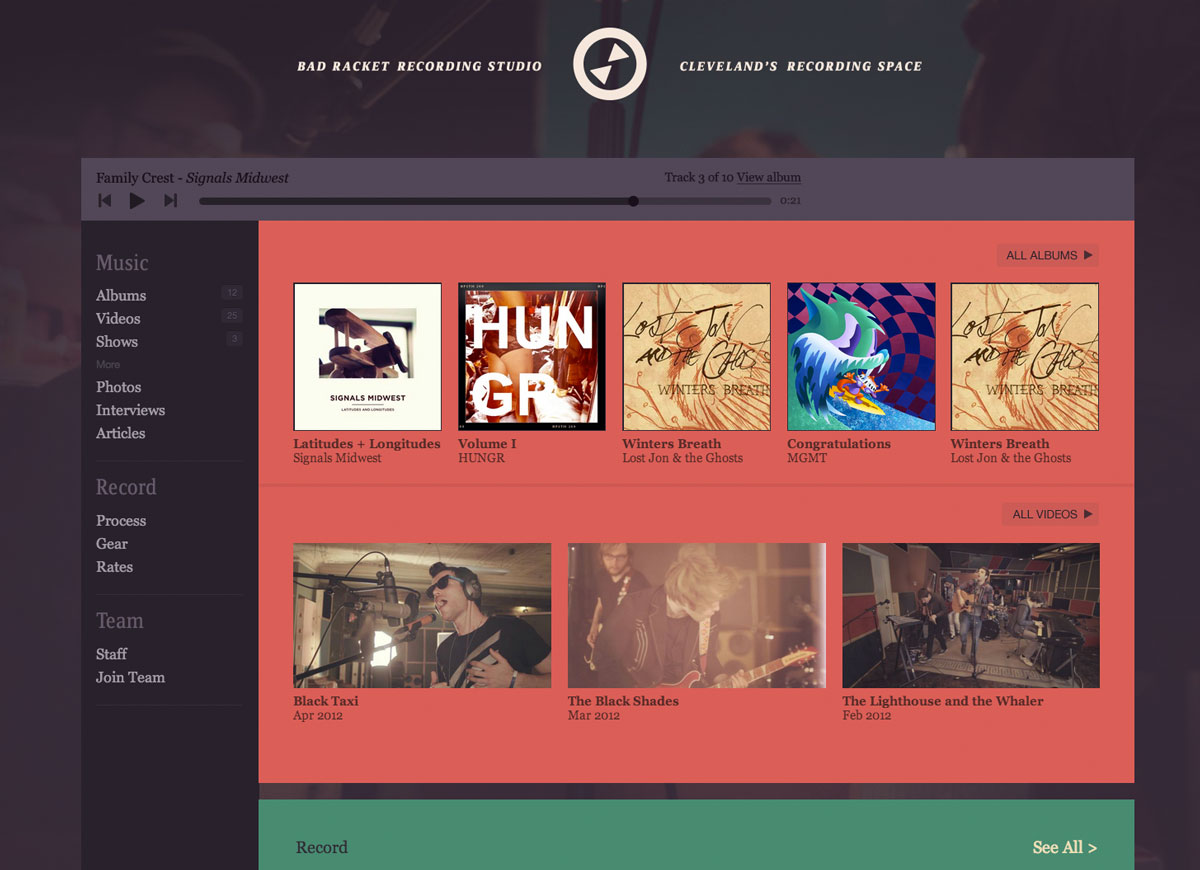 BAD RACKET RECORDING STUDIO
CLEVELAND'S RECORDING SPACE
Family Crest - Signals Midwest
Track 3 of 10 View album
0:21
Music
Albums 12
Videos 25
Shows 3
More
Photos
Interviews
Articles
Record
Process
Gear
Rates
Team
Staff
Join Team
ALL ALBUMS
SIGNALS MIDWEST
LATITUDES AND LONGITUDES
Latitudes + Longitudes
Signals Midwest
HUN
GR
Volume I
HUNGR
LOST JON
AND THE GHOST
WINTERS BREATH
Winters Breath
Lost Jon & the Ghosts
Congratulations
MGMT
LOST JON
AND THE GHOST
WINTERS BREATH
Winters Breath
Lost Jon & the Ghosts
ALL VIDEOS
Black Taxi
Apr 2012
The Black Shades
Mar 2012
The Lighthouse and the Whaler
Feb 2012
Record
See All >